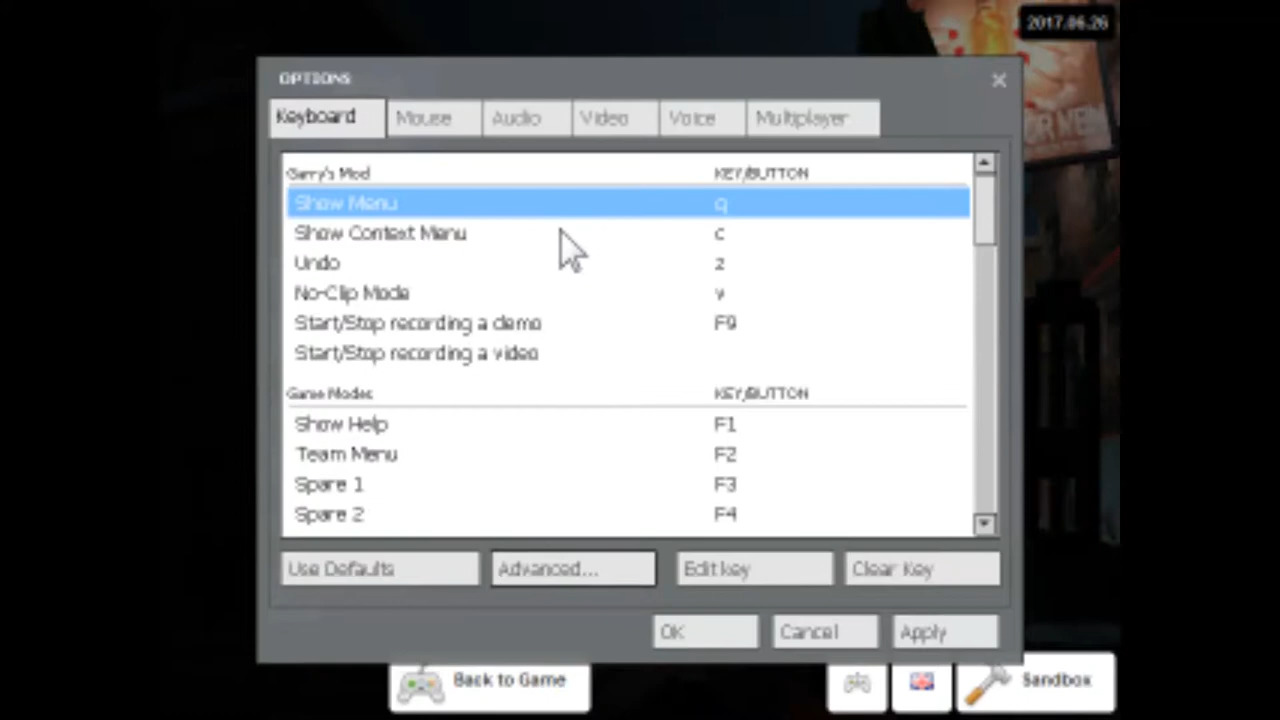 2017.06.26
OPTIONS
Keyboard Mouse Audio Video Voice Multiplayer
Garry's Mod KEY/BUTTON
Show Menu q
Show Context Menu c
Undo z
No-Clip Mode v
Start/Stop recording a demo F9
Start/Stop recording a video
Game Modes KEY/BUTTON
Show Help F1
Team Menu F2
Spare 1 F3
Spare 2 F4
Use Defaults Advanced... Edit key Clear Key
OK Cancel Apply
Back to Game Sandbox